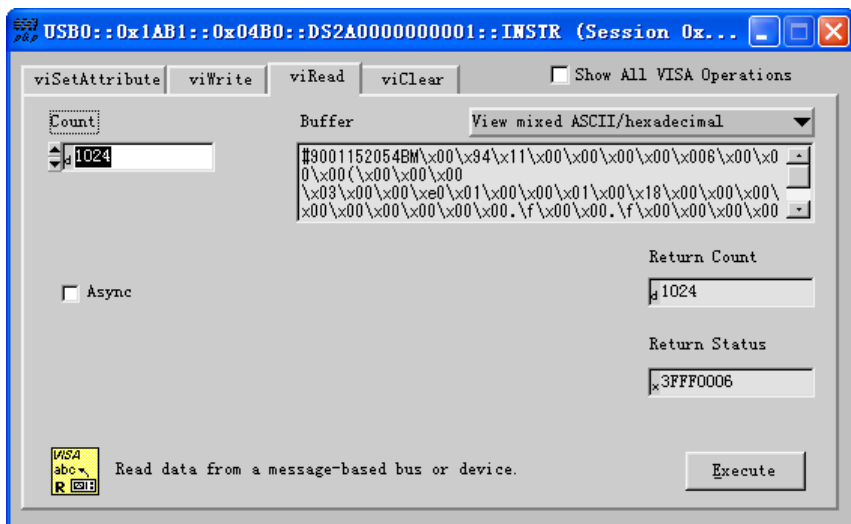 USB0::0x1AB1::0x04B0::DS2A0000000001::INSTR (Session 0x...
viSetAttribute viWrite viRead viClear Show All VISA Operations
Count Buffer View mixed ASCII/hexadecimal
d 1024
#9001152054BM\x00\x94\x11\x00\x00\x00\x00\x006\x00\x0
0\x00(\x00\x00\x00
\x03\x00\x00\xe0\x01\x00\x00\x01\x00\x18\x00\x00\x00\
x00\x00\x00\x00\x00\x00.\f\x00\x00.\f\x00\x00\x00\x00
Return Count
Async
d 1024
Return Status
x 3FFF0006
VISA
abc
R
Read data from a message-based bus or device.
Execute